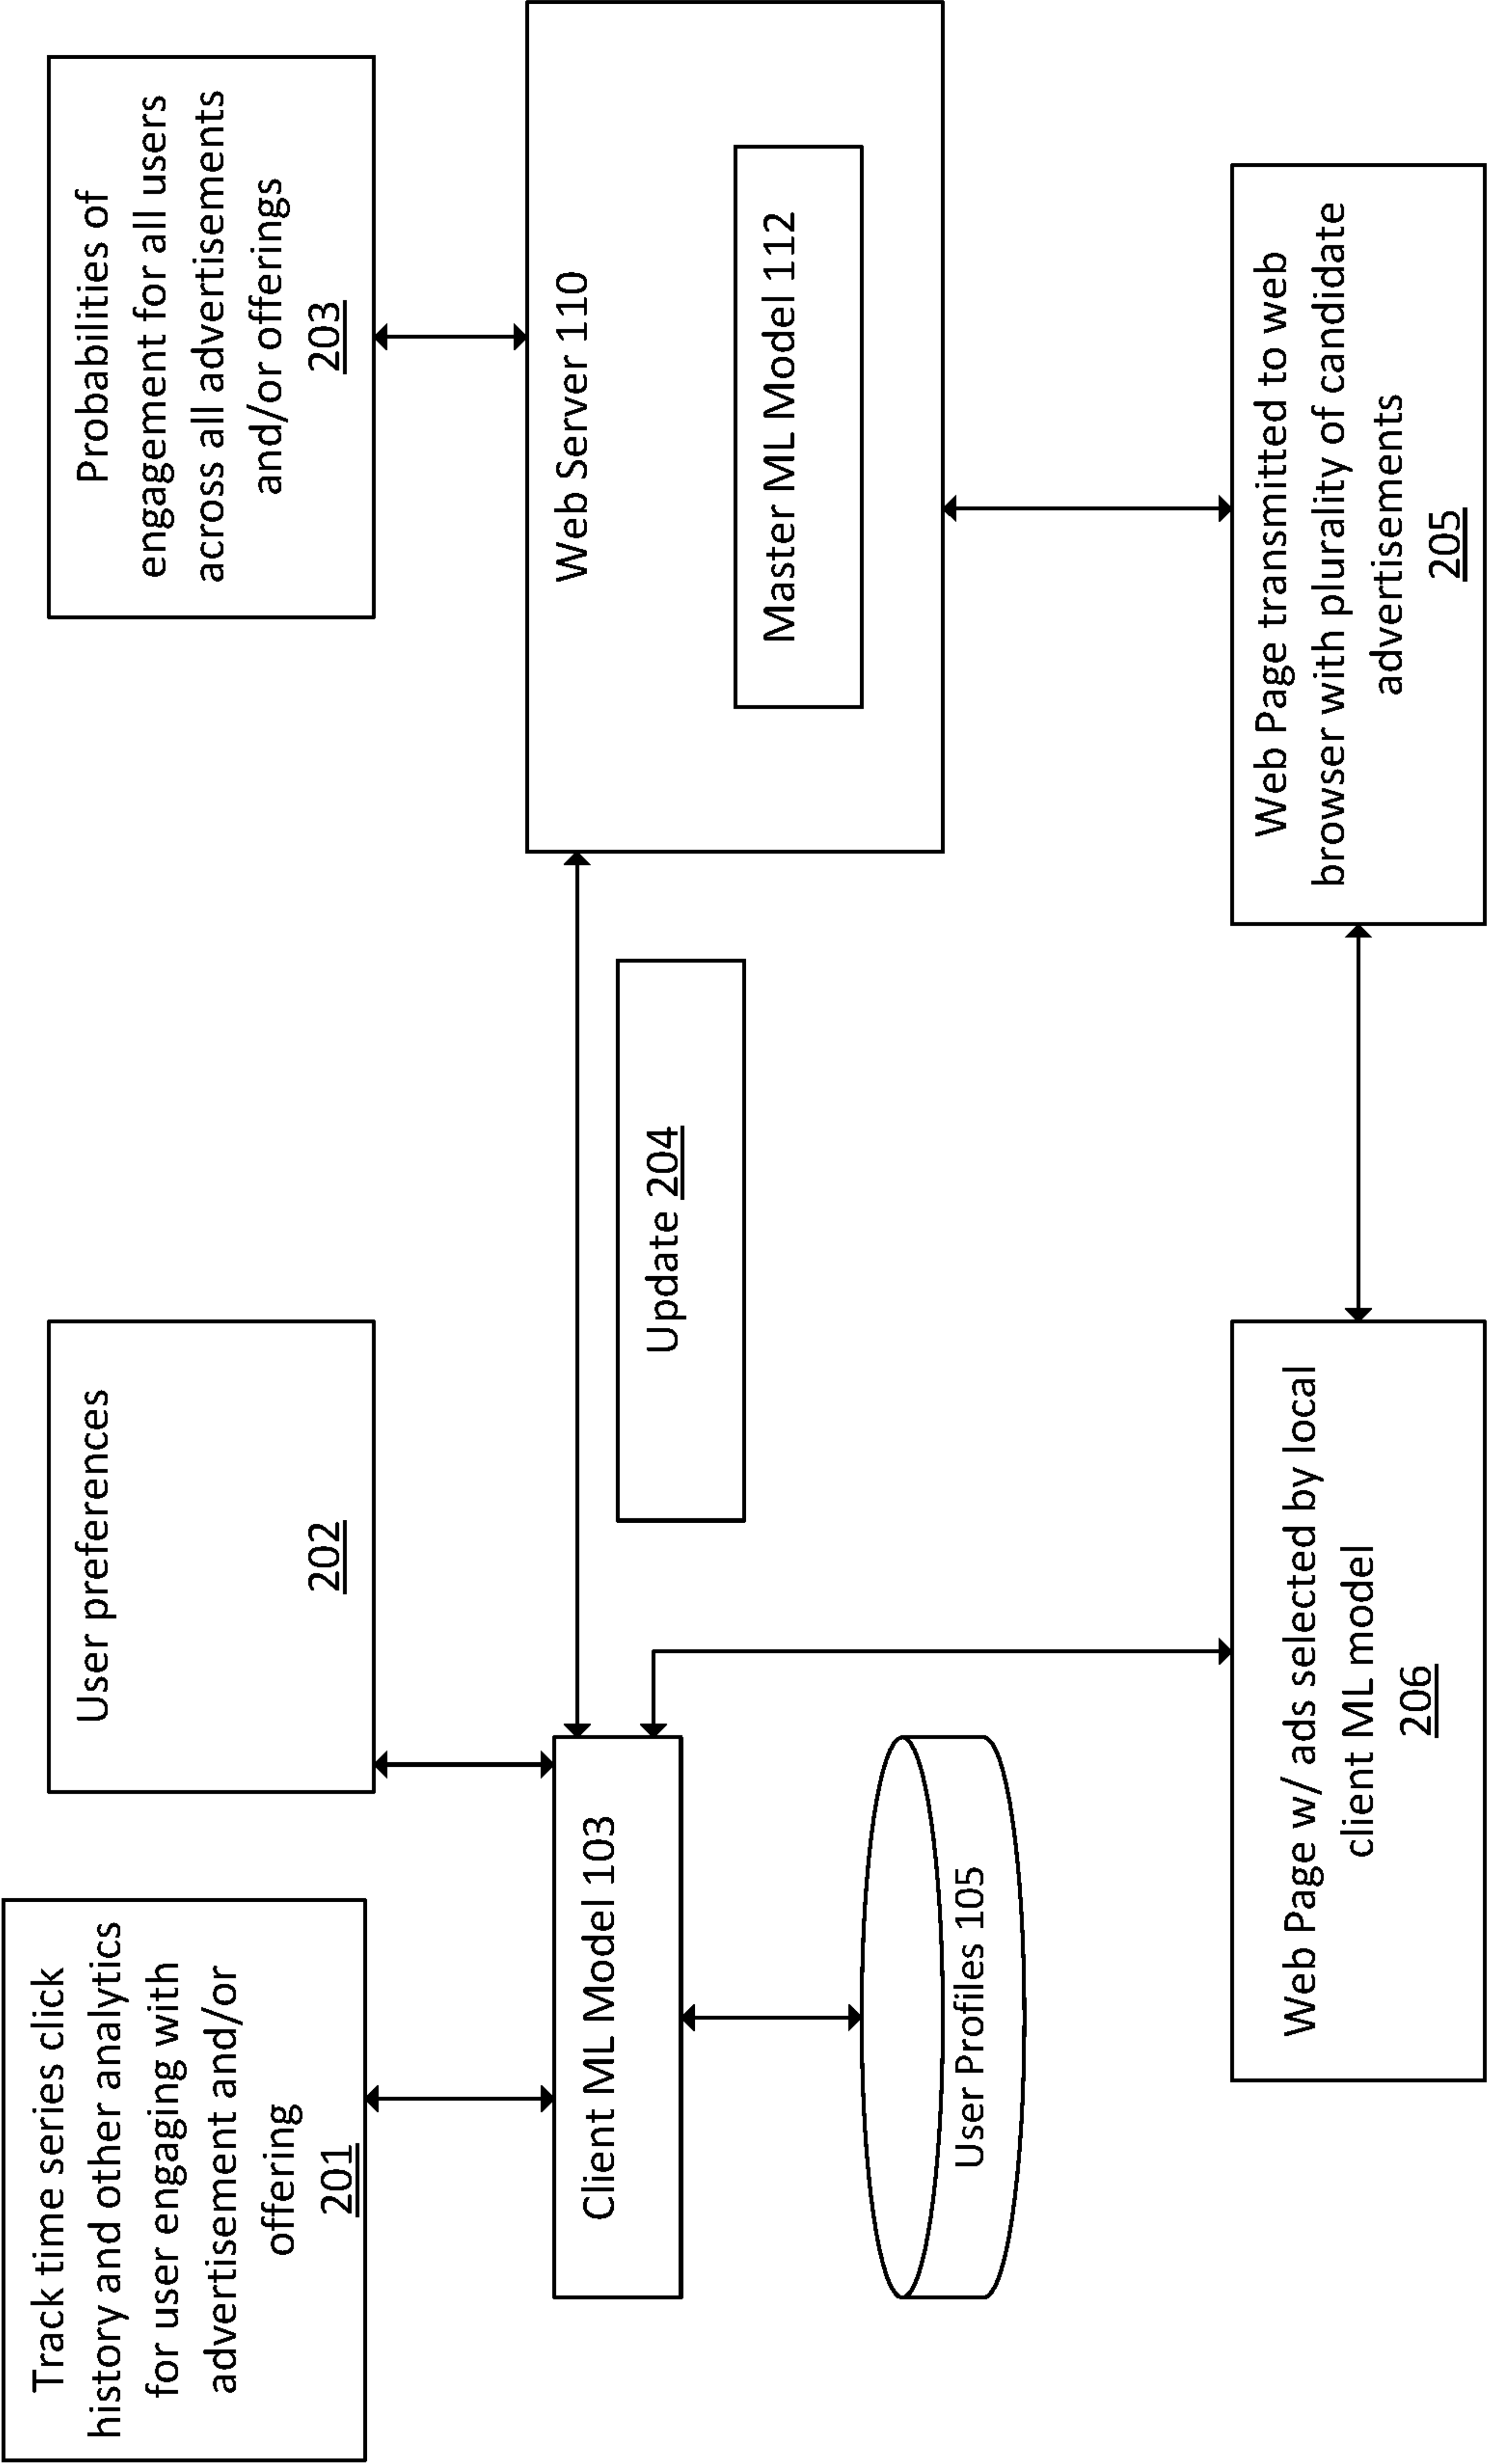 Track time series click
history and other analytics
for user engaging with
advertisement and/or
offering
201
User preferences
202
Probabilities of
engagement for all users
across all advertisements
and/or offerings
203
Client ML Model 103
Update 204
Web Server 110
Master ML Model 112
User Profiles 105
Web Page w/ ads selected by local
client ML model
206
Web Page transmitted to web
browser with plurality of candidate
advertisements
205